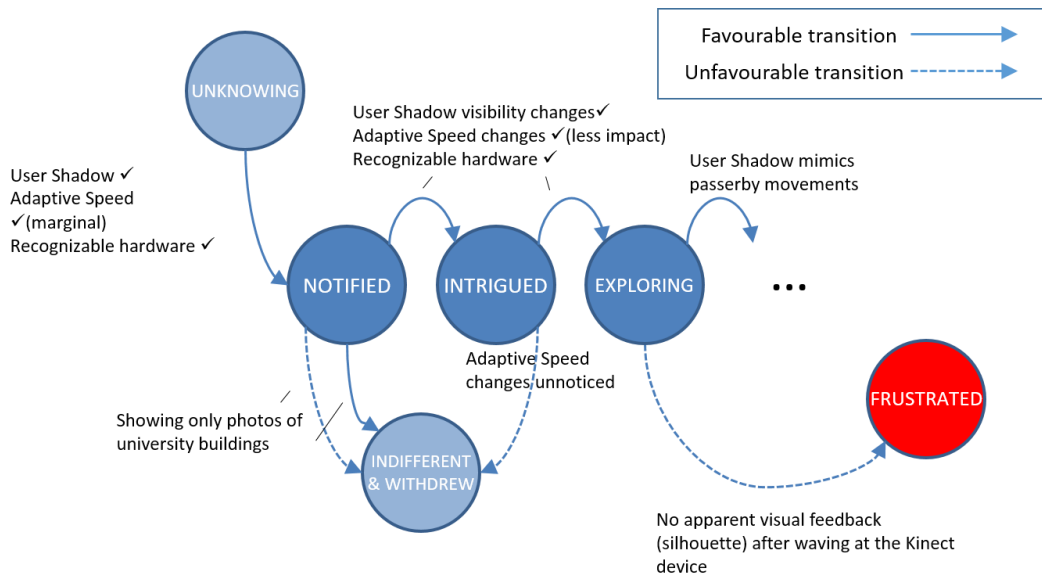 Favourable transition
Unfavourable transition
UNKNOWING
User Shadow visibility changes✓
Adaptive Speed changes ✓(less impact)
Recognizable hardware ✓
User Shadow mimics
passerby movements
User Shadow ✓
Adaptive Speed
✓(marginal)
Recognizable hardware ✓
NOTIFIED
INTRIGUED
EXPLORING
...
Adaptive Speed
changes unnoticed
FRUSTRATED
Showing only photos of
university buildings
INDIFFERENT
& WITHDREW
No apparent visual feedback
(silhouette) after waving at the Kinect
device